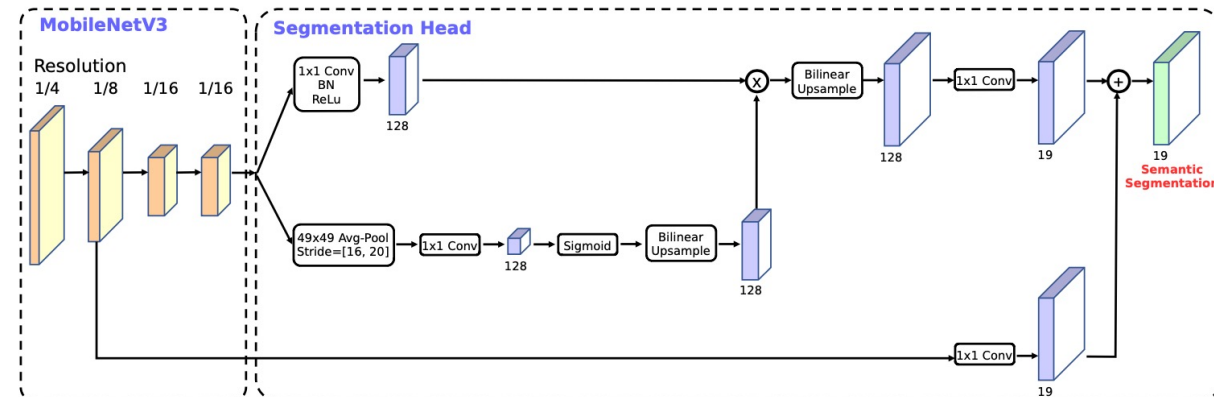 MobileNetV3
Segmentation Head
Resolution
1/4 1/8 1/16 1/16
1x1 Conv
BN
ReLu
128
X
Bilinear
Upsample
128
1x1 Conv
19
+
19
Semantic
Segmentation
49x49 Avg-Pool
Stride=[16, 20]
1x1 Conv
128
Sigmoid
Bilinear
Upsample
128
1x1 Conv
19